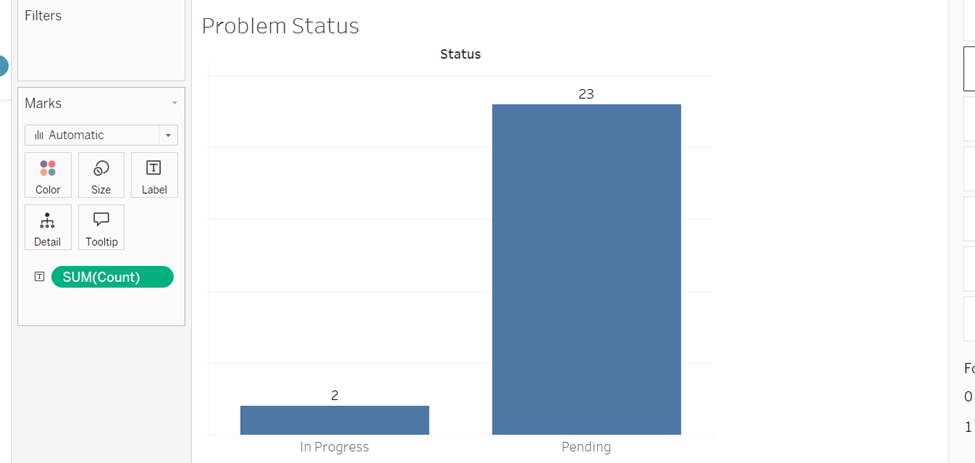 Filters
Marks
Automatic
Color
Size
T
Label
Detail
Tooltip
T
SUM(Count)
Problem Status
Status
23
2
In Progress
Pending
0
1